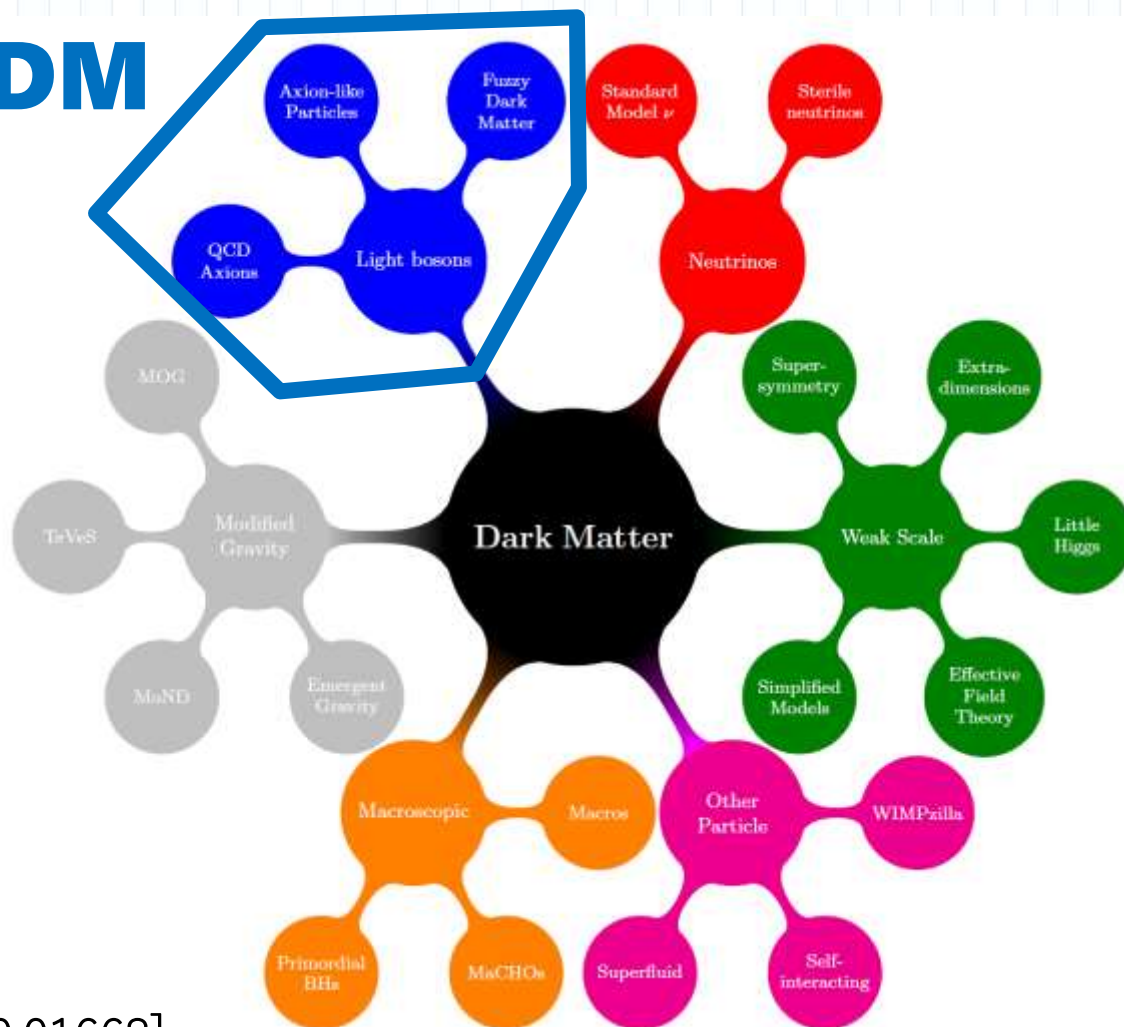 DM
Axion-like
Particles
Fuzzy
Dark
Matter
Standard
Model ν
Sterile
neutrinos
QCD
Axions
Light bosons
Neutrinos
MOG
Super-
symmetry
Extra-
dimensions
TeVeS
Modified
Gravity
Dark Matter
Weak Scale
Little
Higgs
MoND
Emergent
Gravity
Simplified
Models
Effective
Field
Theory
Macroscopic
Macros
Other
Particle
WIMPzilla
Primordial
BHs
MaCHOs
Superfluid
Self-
interacting